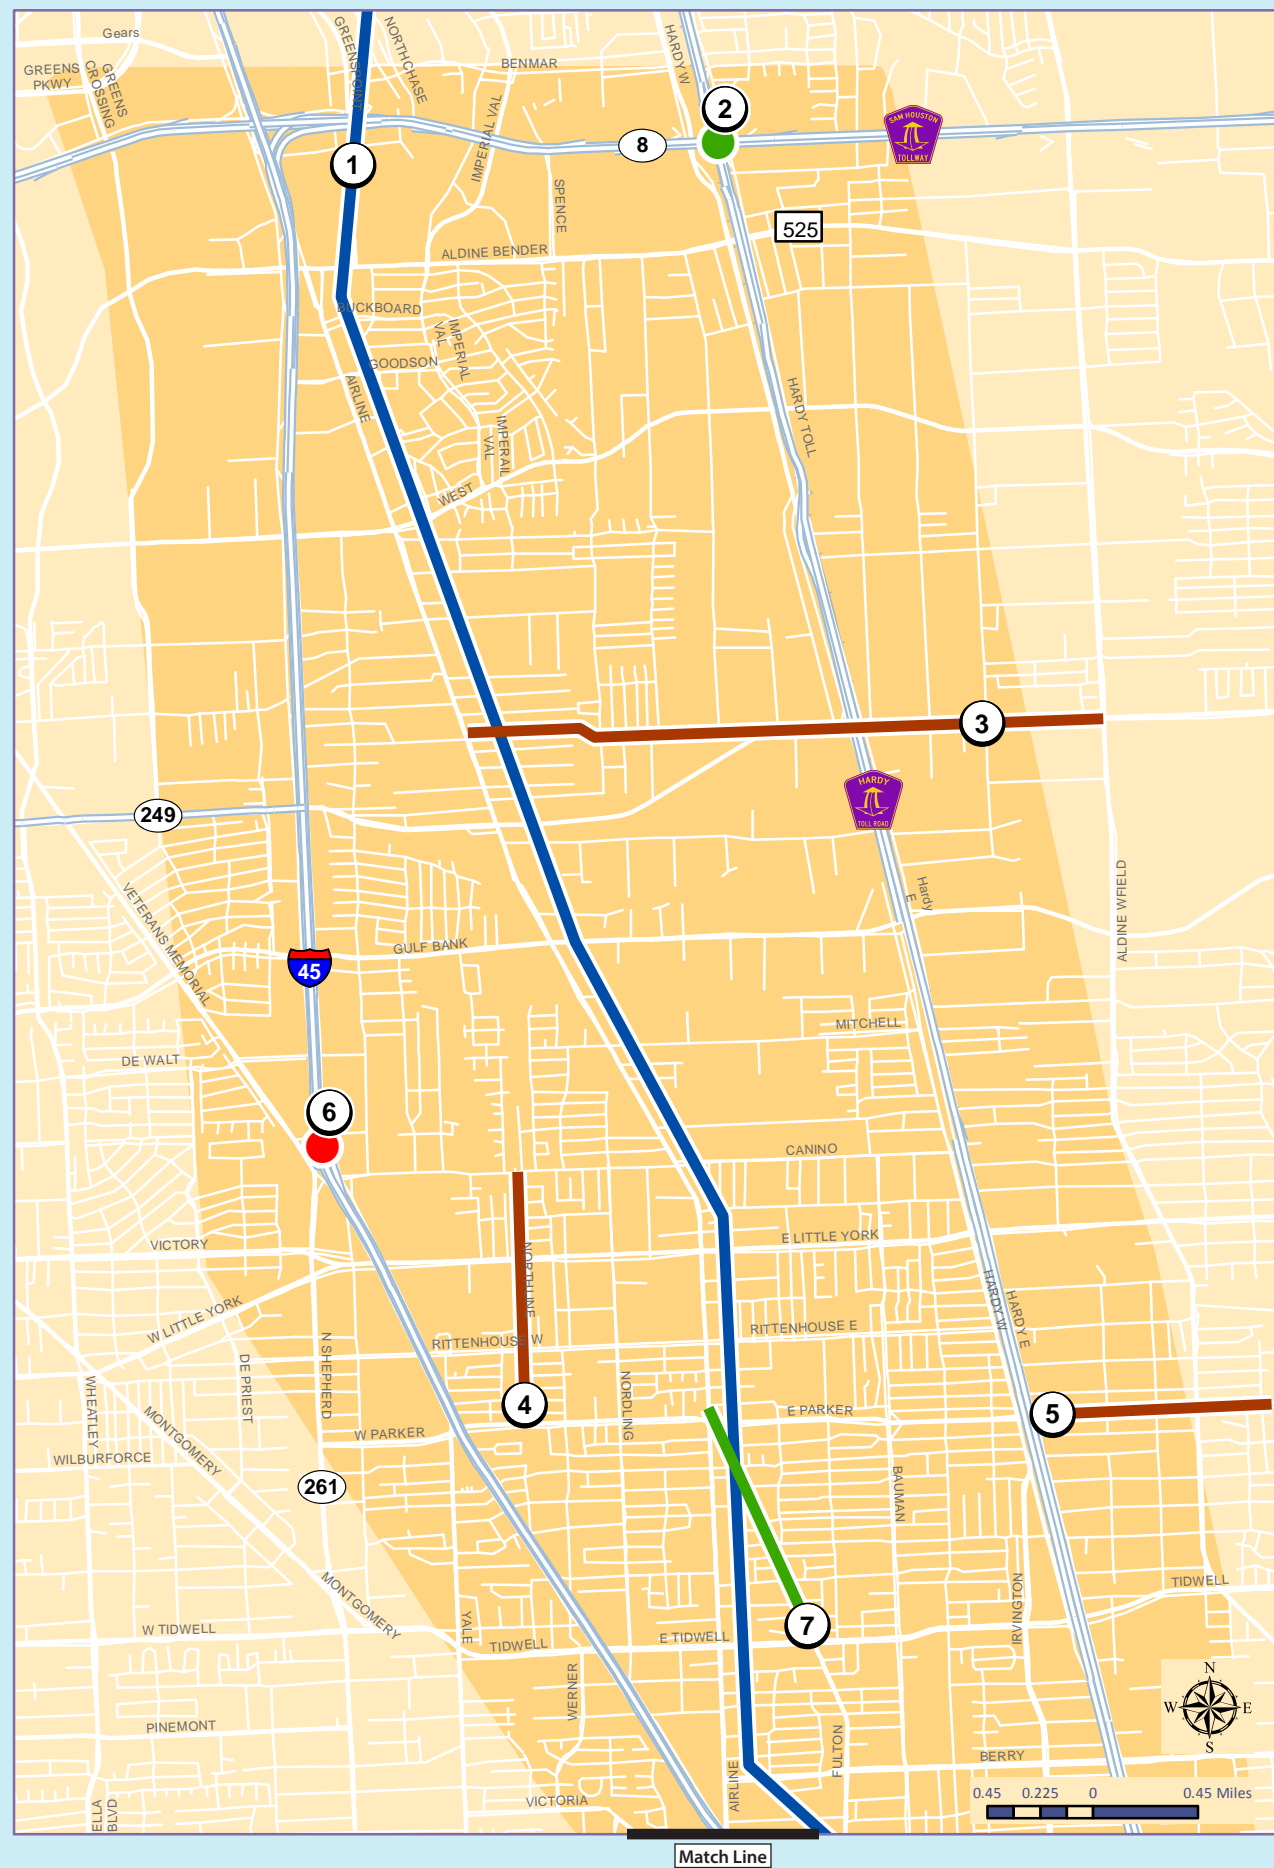 Gears
GREENS
PKWY
GREENS
CROSSING
GREENS
GREENSPOINT
NORTHCHASE
BENMAR
HARDY W
IMPERIAL VAL
2
8
SAM HOUSTON
TOLLWAY
1
SPENCE
525
ALDINE BENDER
BUCKBOARD
IMPERIAL
VAL
GOODSON
AIRLINE
HARDY TOLL
IMPERAIL
VAL
WEST
3
HARDY
TOLL ROAD
249
VETERANS MEMORIAL
Hardy
E
ALDINE WFIELD
GULF BANK
45
MITCHELL
DE WALT
6
CANINO
VICTORY
E LITTLE YORK
NORTHLINE
W LITTLE YORK
HARDY W
HARDY E
RITTENHOUSE W
RITTENHOUSE E
N SHEPHERD
DE PRIEST
WHEATLEY
NORDLING
4
5
E PARKER
MONTGOMERY
W PARKER
WILBURFORCE
261
BAUMAN
MONTGOMERY
TIDWELL
IRVINGTON
YALE
W TIDWELL
TIDWELL
E TIDWELL
7
WERNER
N
W
E
S
PINEMONT
FULTON
BERRY
AIRLINE
ELLA
BLVD
VICTORIA
0.45 0.225 0 0.45 Miles
Match Line